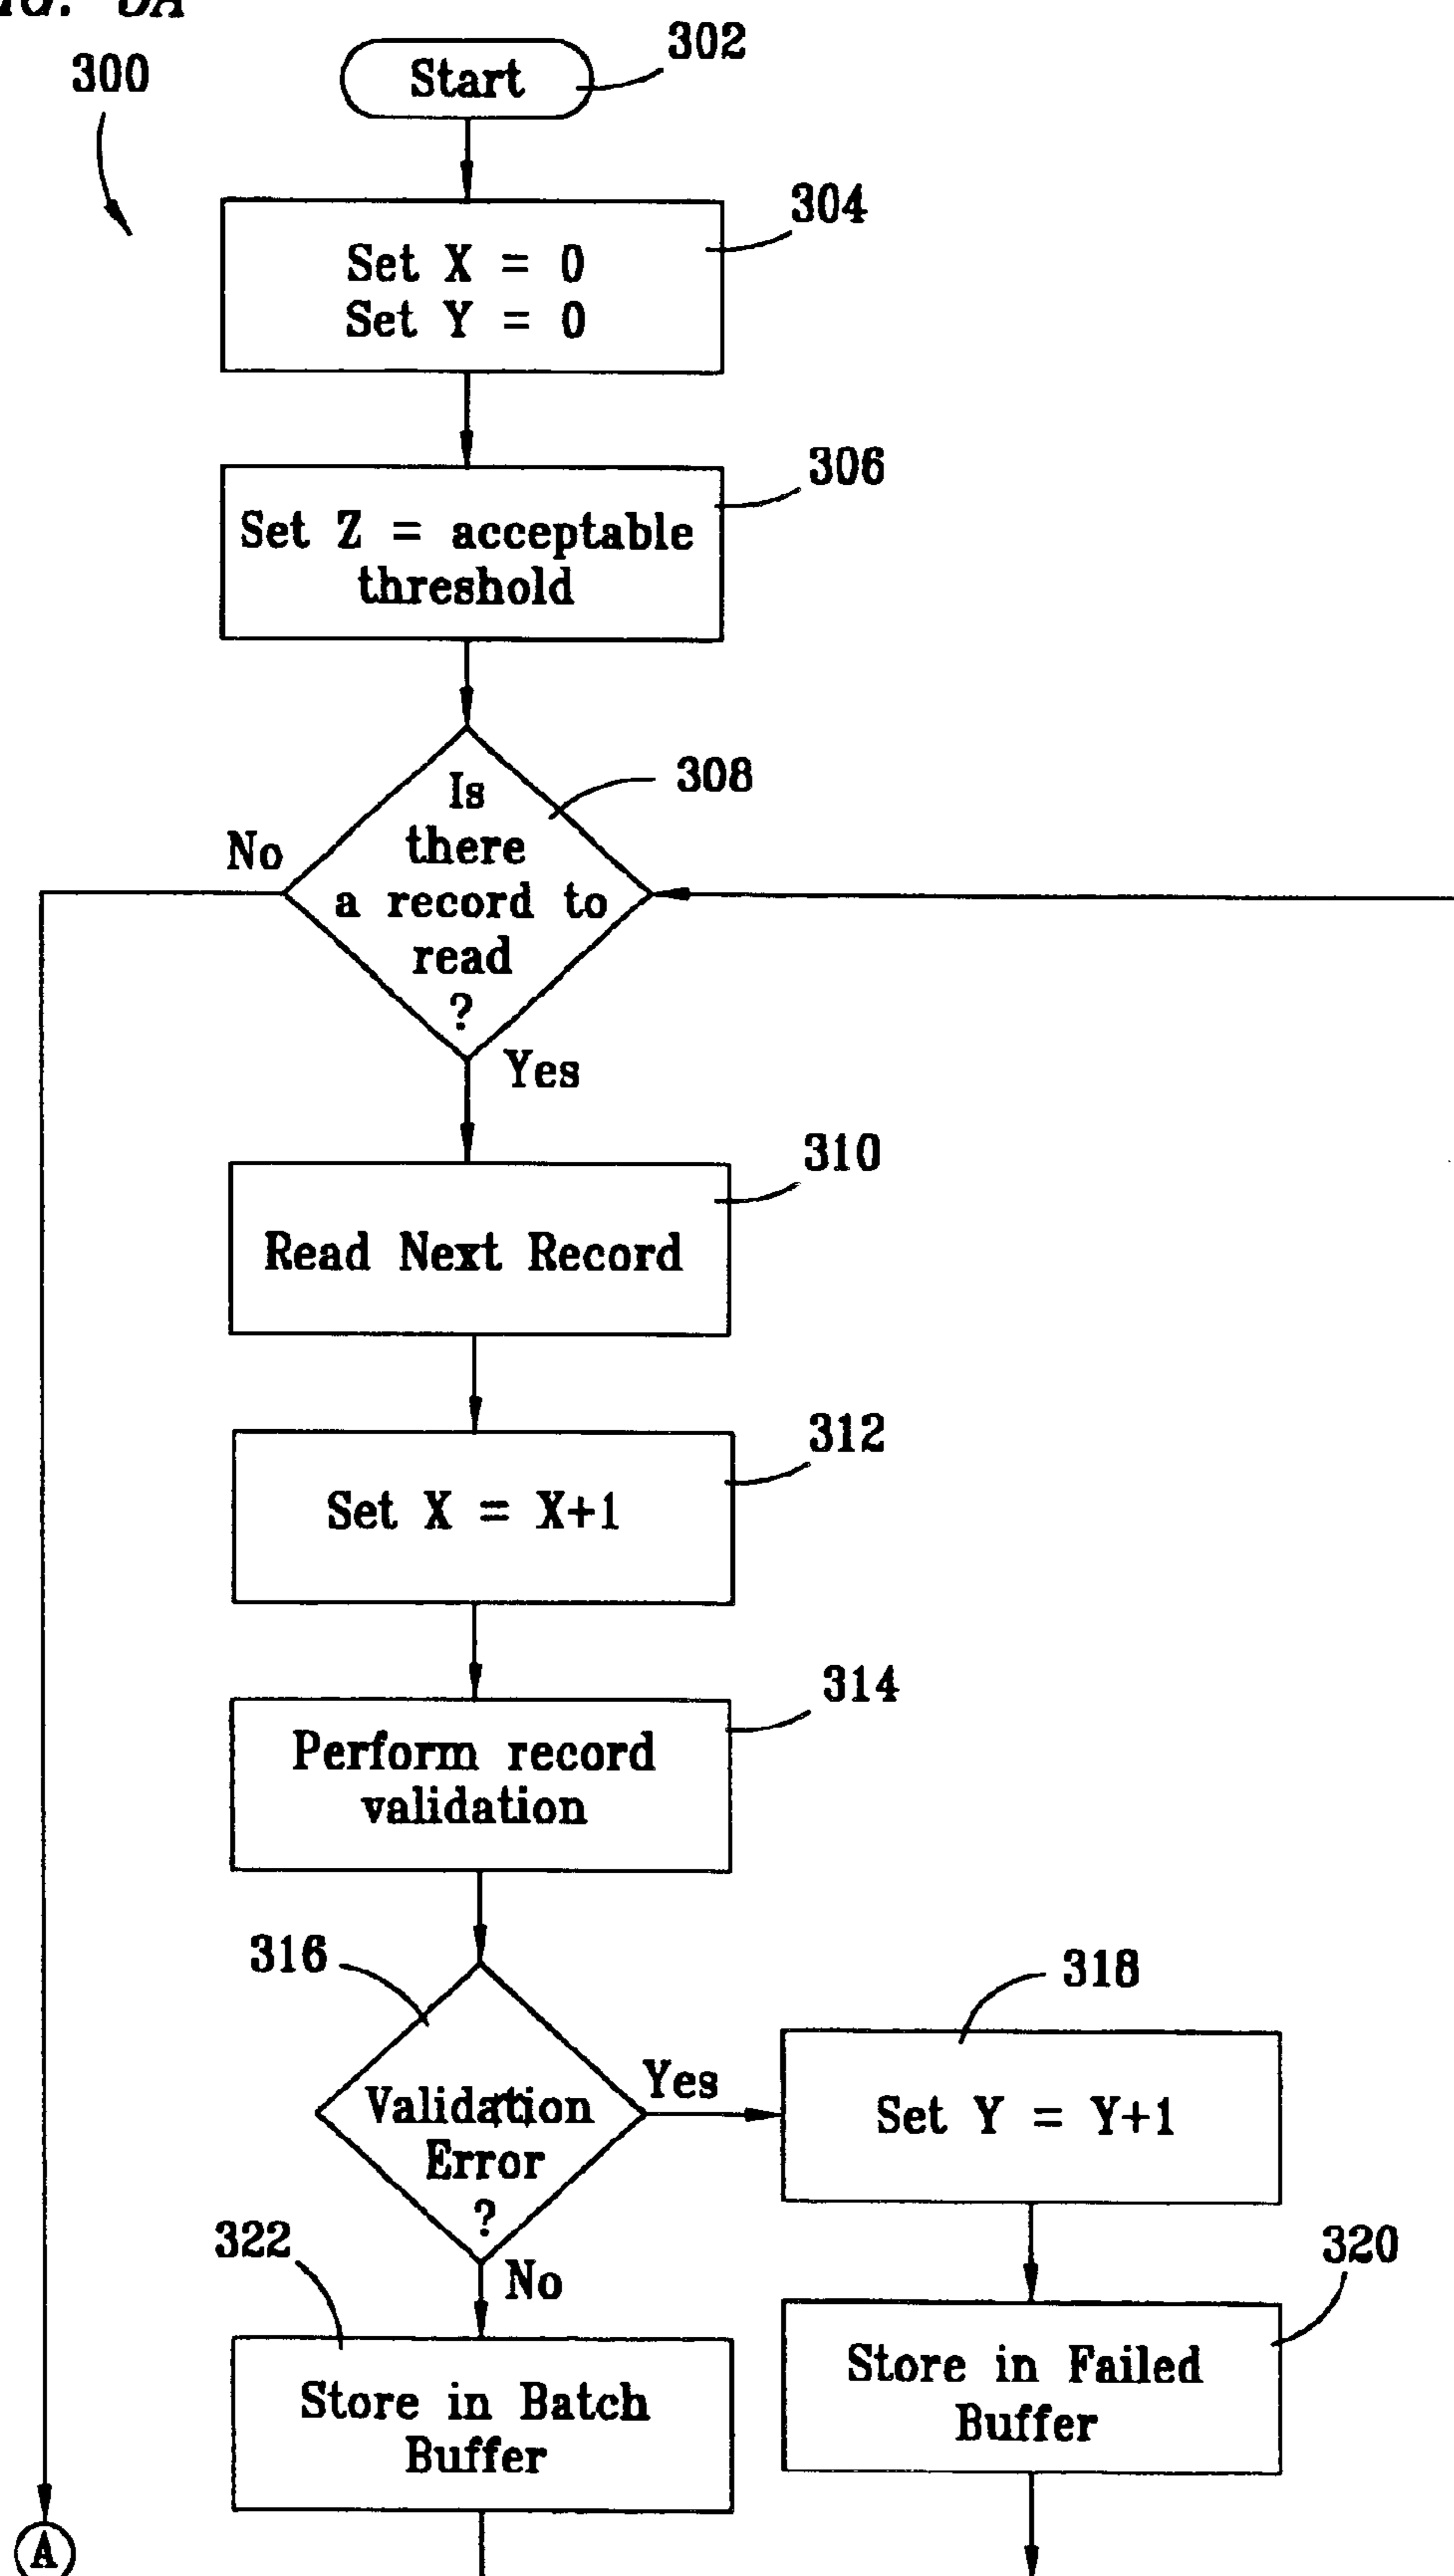 300
Start
302
304
Set X = 0
Set Y = 0
306
Set Z = acceptable
threshold
308
Is
there
a record to
read
?
No
Yes
310
Read Next Record
312
Set X = X+1
314
Perform record
validation
316
Validation
Error
?
Yes
318
Set Y = Y+1
No
320
Store in Failed
Buffer
322
Store in Batch
Buffer
A